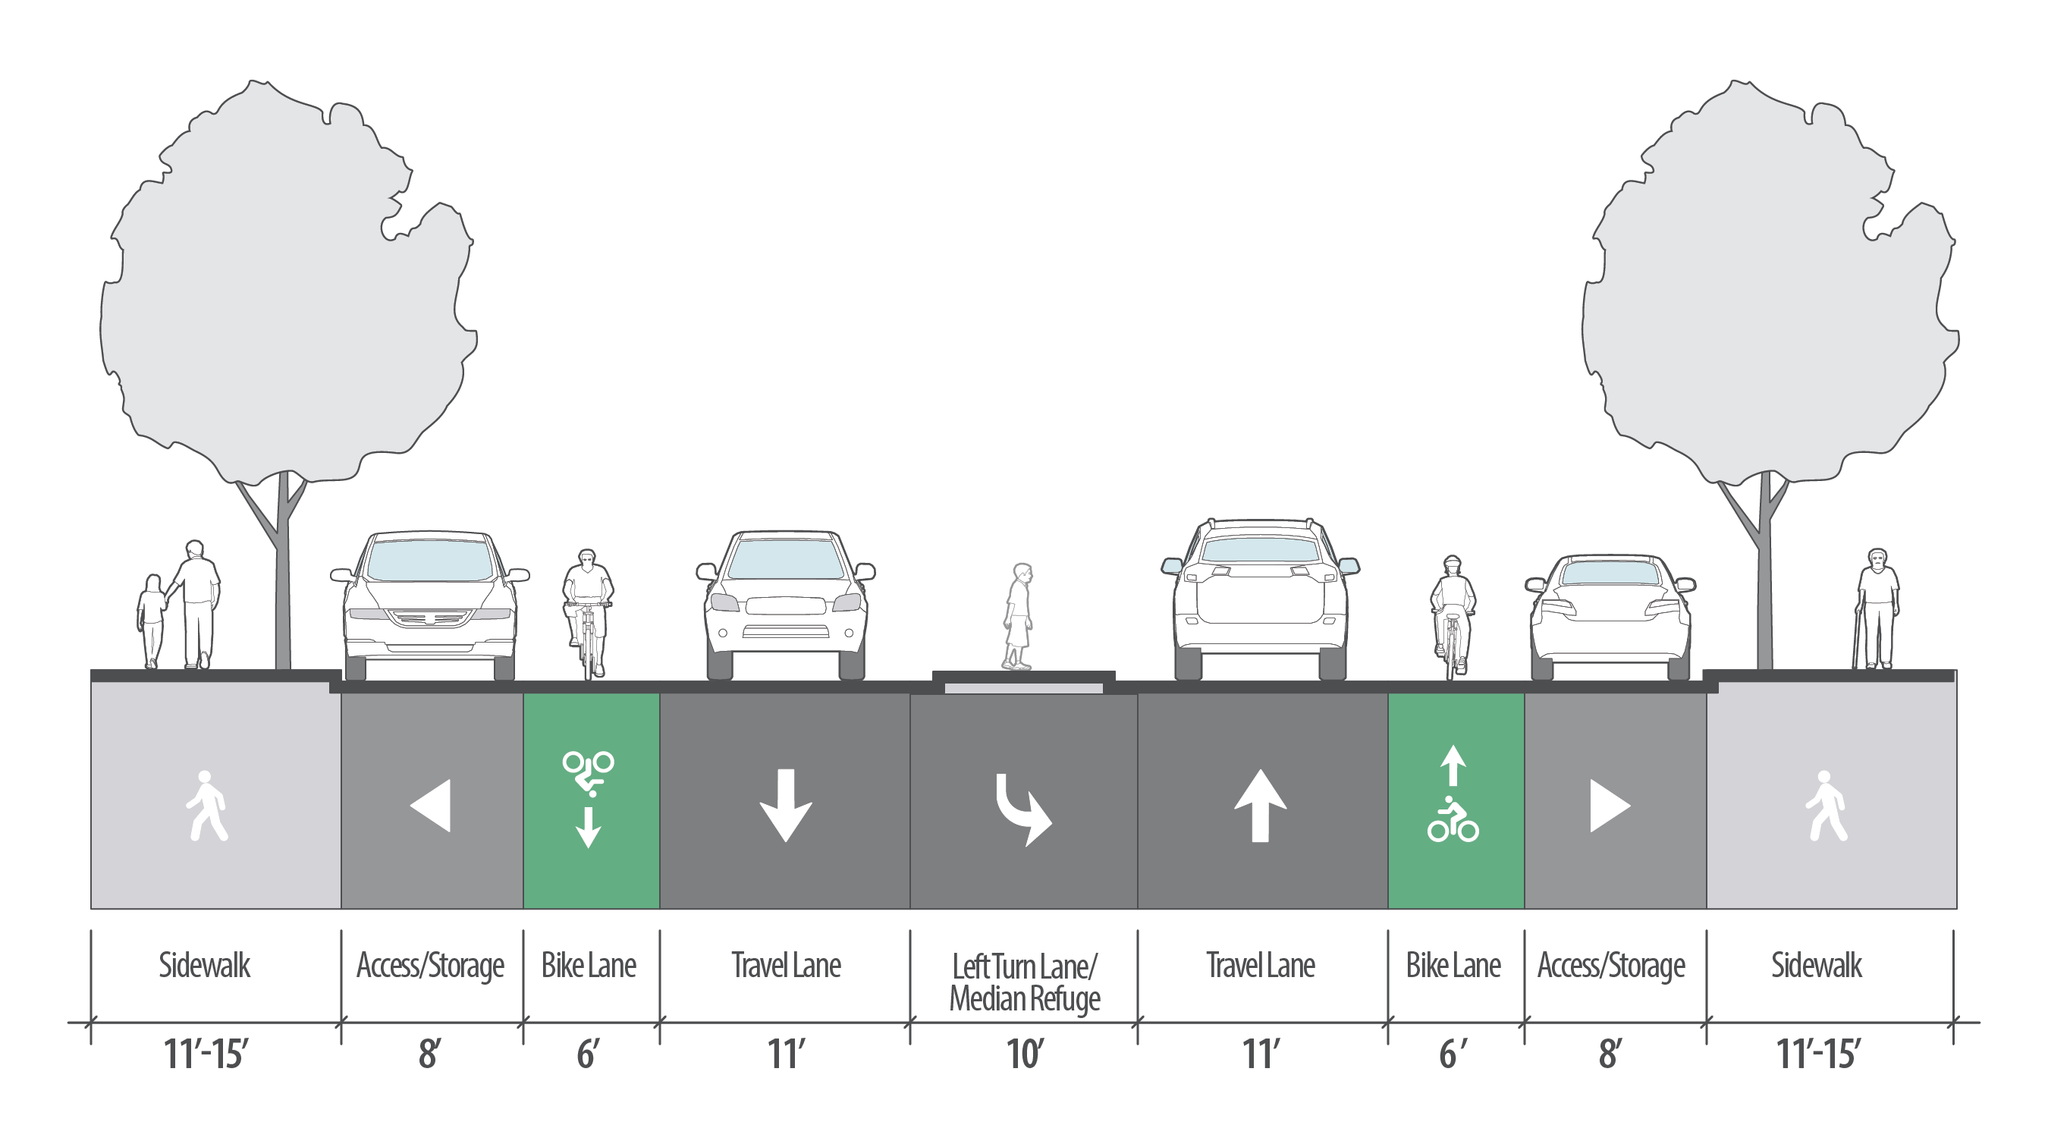 Sidewalk
Access/Storage
Bike Lane
Travel Lane
Left Turn Lane/
Median Refuge
Travel Lane
Bike Lane
Access/Storage
Sidewalk
11’-15’
8’
6’
11’
10’
11’
6 ’
8’
11’-15’